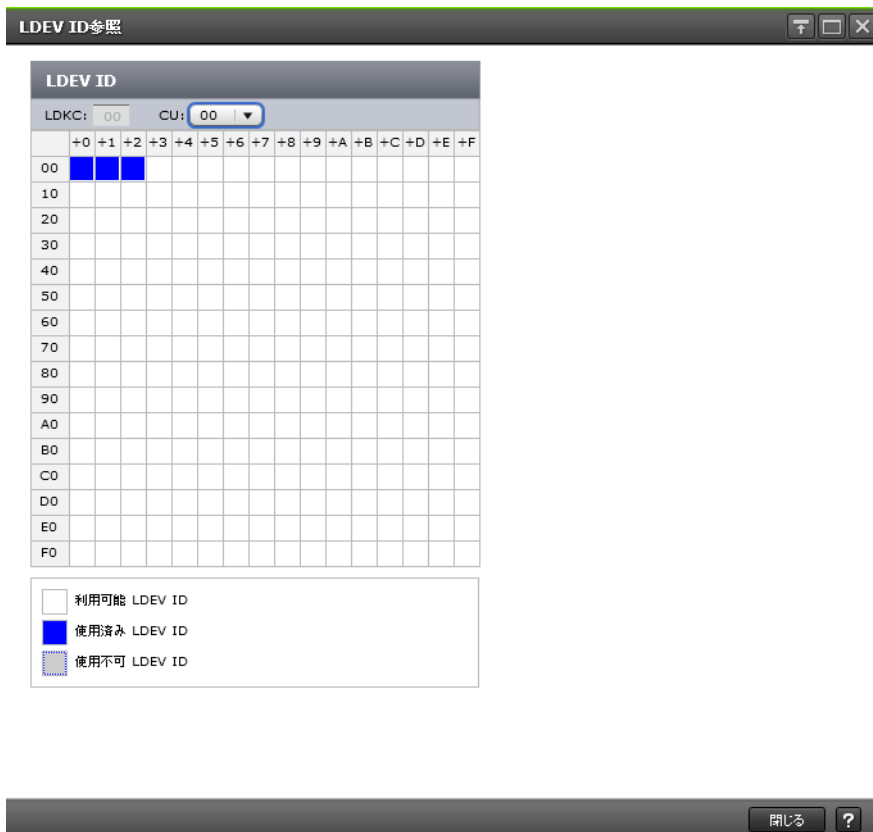 LDEV ID参照
LDEV ID
LDKC: 00 CU: 00
+0 +1 +2 +3 +4 +5 +6 +7 +8 +9 +A +B +C +D +E +F
00
10
20
30
40
50
60
70
80
90
A0
B0
C0
D0
E0
F0
利用可能 LDEV ID
使用済み LDEV ID
使用不可 LDEV ID
閉じる ?